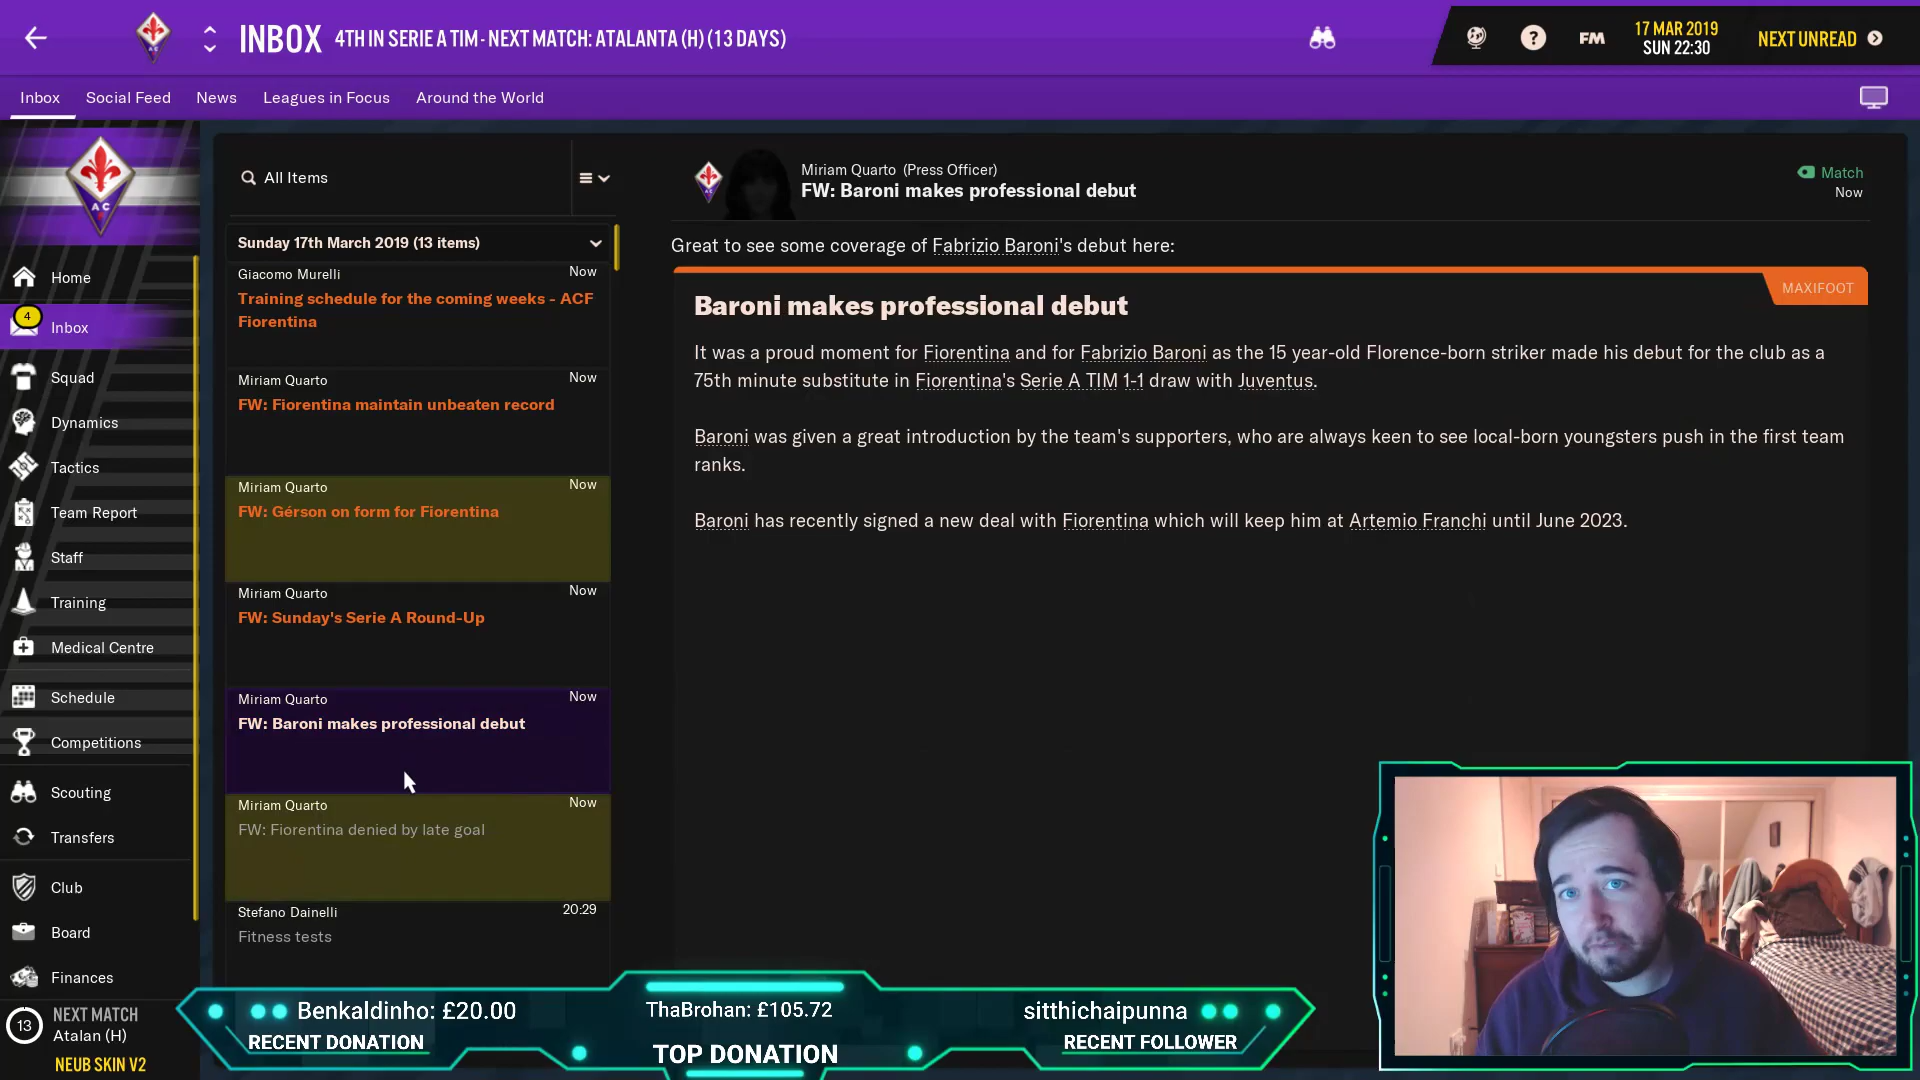 INBOX
4TH IN SERIE A TIM - NEXT MATCH: ATALANTA (H) (13 DAYS)
?
FM
17 MAR 2019
SUN 22:30
NEXT UNREAD
Inbox
Social Feed
News
Leagues in Focus
Around the World
A C
Home
4
Inbox
Squad
Dynamics
Tactics
Team Report
Staff
Training
Medical Centre
Schedule
Competitions
Scouting
Transfers
Club
Board
Finances
13
NEXT MATCH
Atalan (H)
NEUB SKIN V2
All Items
Sunday 17th March 2019 (13 items)
Giacomo Murelli
Now
Training schedule for the coming weeks - ACF
Fiorentina
Miriam Quarto
Now
FW: Fiorentina maintain unbeaten record
Miriam Quarto
Now
FW: Gérson on form for Fiorentina
Miriam Quarto
Now
FW: Sunday's Serie A Round-Up
Miriam Quarto
Now
FW: Baroni makes professional debut
Miriam Quarto
Now
FW: Fiorentina denied by late goal
Stefano Dainelli
20:29
Fitness tests
Miriam Quarto (Press Officer)
FW: Baroni makes professional debut
Match
Now
Great to see some coverage of Fabrizio Baroni's debut here:
MAXIFOOT
Baroni makes professional debut
It was a proud moment for Fiorentina and for Fabrizio Baroni as the 15 year-old Florence-born striker made his debut for the club as a
75th minute substitute in Fiorentina's Serie A TIM 1-1 draw with Juventus.
Baroni was given a great introduction by the team's supporters, who are always keen to see local-born youngsters push in the first team
ranks.
Baroni has recently signed a new deal with Fiorentina which will keep him at Artemio Franchi until June 2023.
Benkaldinho: £20.00
RECENT DONATION
ThaBrohan: £105.72
TOP DONATION
sitthichaipunna
RECENT FOLLOWER